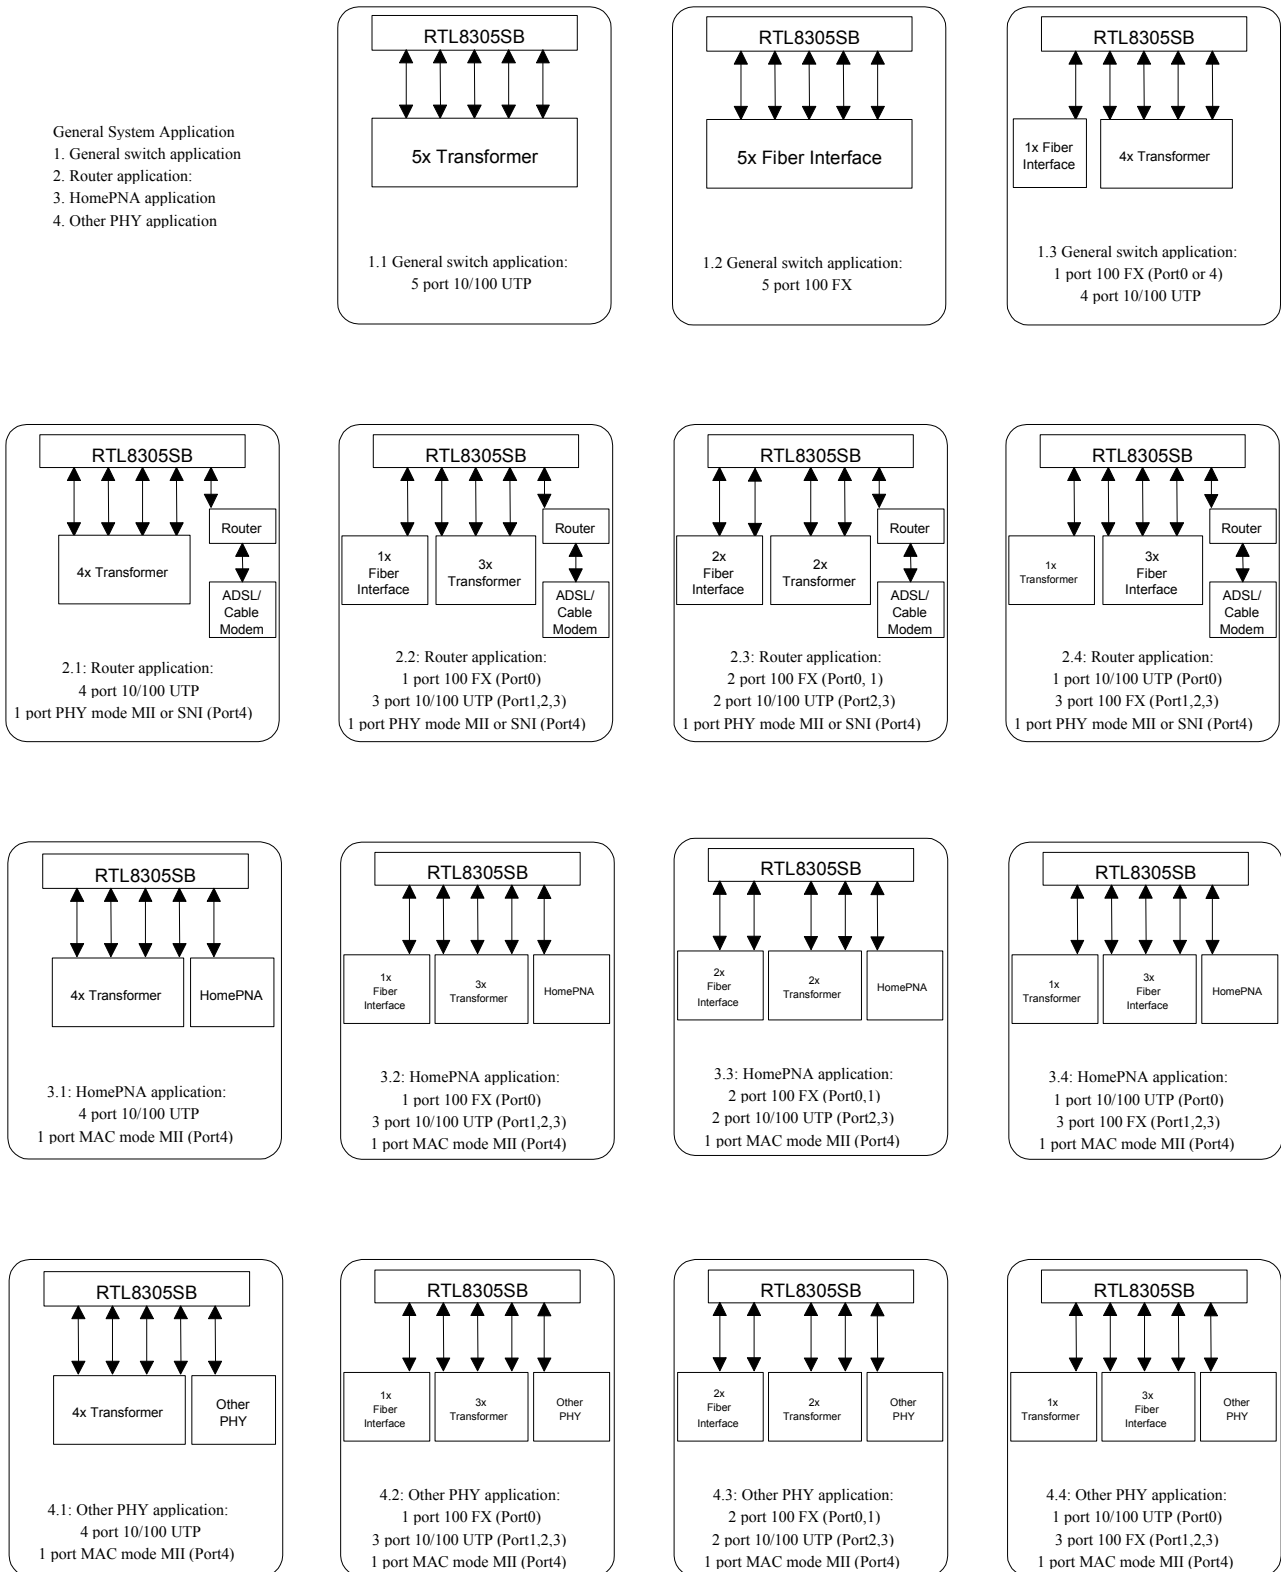 General System Application
1. General switch application
2. Router application:
3. HomePNA application
4. Other PHY application
RTL8305SB
5x Transformer
1.1 General switch application:
5 port 10/100 UTP
RTL8305SB
5x Fiber Interface
1.2 General switch application:
5 port 100 FX
RTL8305SB
1x Fiber
Interface
4x Transformer
1.3 General switch application:
1 port 100 FX (Port0 or 4)
4 port 10/100 UTP
RTL8305SB
Router
4x Transformer
ADSL/
Cable
Modem
2.1: Router application:
4 port 10/100 UTP
1 port PHY mode MII or SNI (Port4)
RTL8305SB
Router
1x
Fiber
Interface
3x
Transformer
ADSL/
Cable
Modem
2.2: Router application:
1 port 100 FX (Port0)
3 port 10/100 UTP (Port1,2,3)
1 port PHY mode MII or SNI (Port4)
RTL8305SB
Router
2x
Fiber
Interface
2x
Transformer
ADSL/
Cable
Modem
2.3: Router application:
2 port 100 FX (Port0, 1)
2 port 10/100 UTP (Port2,3)
1 port PHY mode MII or SNI (Port4)
RTL8305SB
Router
1x
Transformer
3x
Fiber
Interface
ADSL/
Cable
Modem
2.4: Router application:
1 port 10/100 UTP (Port0)
3 port 100 FX (Port1,2,3)
1 port PHY mode MII or SNI (Port4)
RTL8305SB
4x Transformer
HomePNA
3.1: HomePNA application:
4 port 10/100 UTP
1 port MAC mode MII (Port4)
RTL8305SB
1x
Fiber
Interface
3x
Transformer
HomePNA
3.2: HomePNA application:
1 port 100 FX (Port0)
3 port 10/100 UTP (Port1,2,3)
1 port MAC mode MII (Port4)
RTL8305SB
2x
Fiber
Interface
2x
Transformer
HomePNA
3.3: HomePNA application:
2 port 100 FX (Port0,1)
2 port 10/100 UTP (Port2,3)
1 port MAC mode MII (Port4)
RTL8305SB
1x
Transformer
3x
Fiber
Interface
HomePNA
3.4: HomePNA application:
1 port 10/100 UTP (Port0)
3 port 100 FX (Port1,2,3)
1 port MAC mode MII (Port4)
RTL8305SB
4x Transformer
Other
PHY
4.1: Other PHY application:
4 port 10/100 UTP
1 port MAC mode MII (Port4)
RTL8305SB
1x
Fiber
Interface
3x
Transformer
Other
PHY
4.2: Other PHY application:
1 port 100 FX (Port0)
3 port 10/100 UTP (Port1,2,3)
1 port MAC mode MII (Port4)
RTL8305SB
2x
Fiber
Interface
2x
Transformer
Other
PHY
4.3: Other PHY application:
2 port 100 FX (Port0,1)
2 port 10/100 UTP (Port2,3)
1 port MAC mode MII (Port4)
RTL8305SB
1x
Transformer
3x
Fiber
Interface
Other
PHY
4.4: Other PHY application:
1 port 10/100 UTP (Port0)
3 port 100 FX (Port1,2,3)
1 port MAC mode MII (Port4)